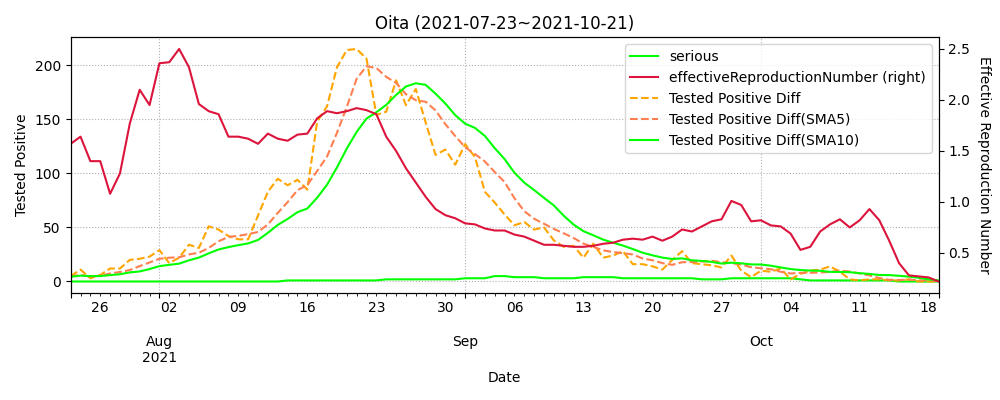 Oita (2021-07-23~2021-10-21)
serious
effectiveReproductionNumber (right)
Tested Positive Diff
Tested Positive Diff(SMA5)
Tested Positive Diff(SMA10)
Tested Positive
200
150
100
50
0
Effective Reproduction Number
2.5
2.0
1.5
1.0
0.5
26 02 09 16 23 30 06 13 20 27 04 11 18
Aug Sep Oct
2021
Date